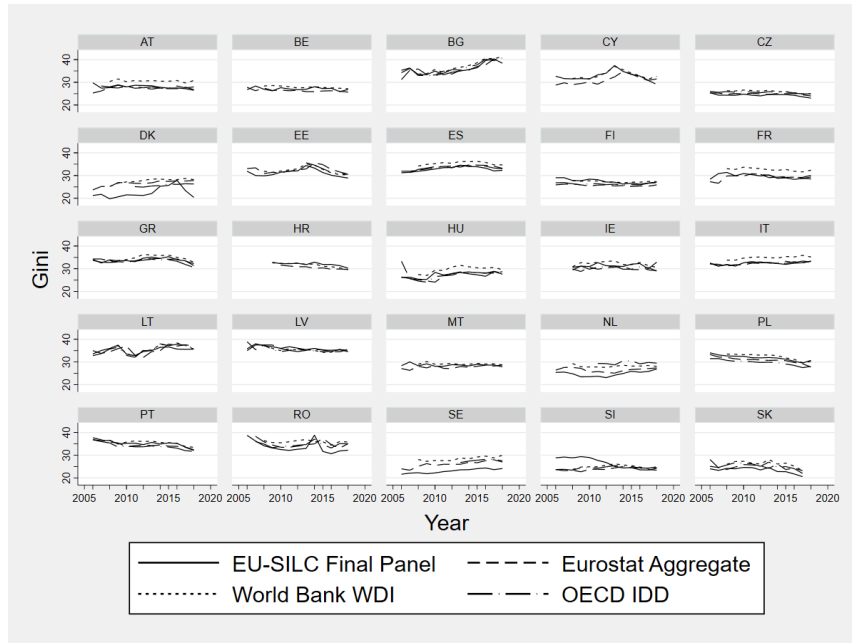 AT BE BG CY CZ
40
30
20
DK EE ES FI FR
40
30
20
GR HR HU IE IT
40
30
20
LT LV MT NL PL
40
30
20
PT RO SE SI SK
40
30
20
2005 2010 2015 2020 2005 2010 2015 2020 2005 2010 2015 2020 2005 2010 2015 2020 2005 2010 2015 2020
Gini
Year
EU-SILC Final Panel Eurostat Aggregate
World Bank WDI OECD IDD